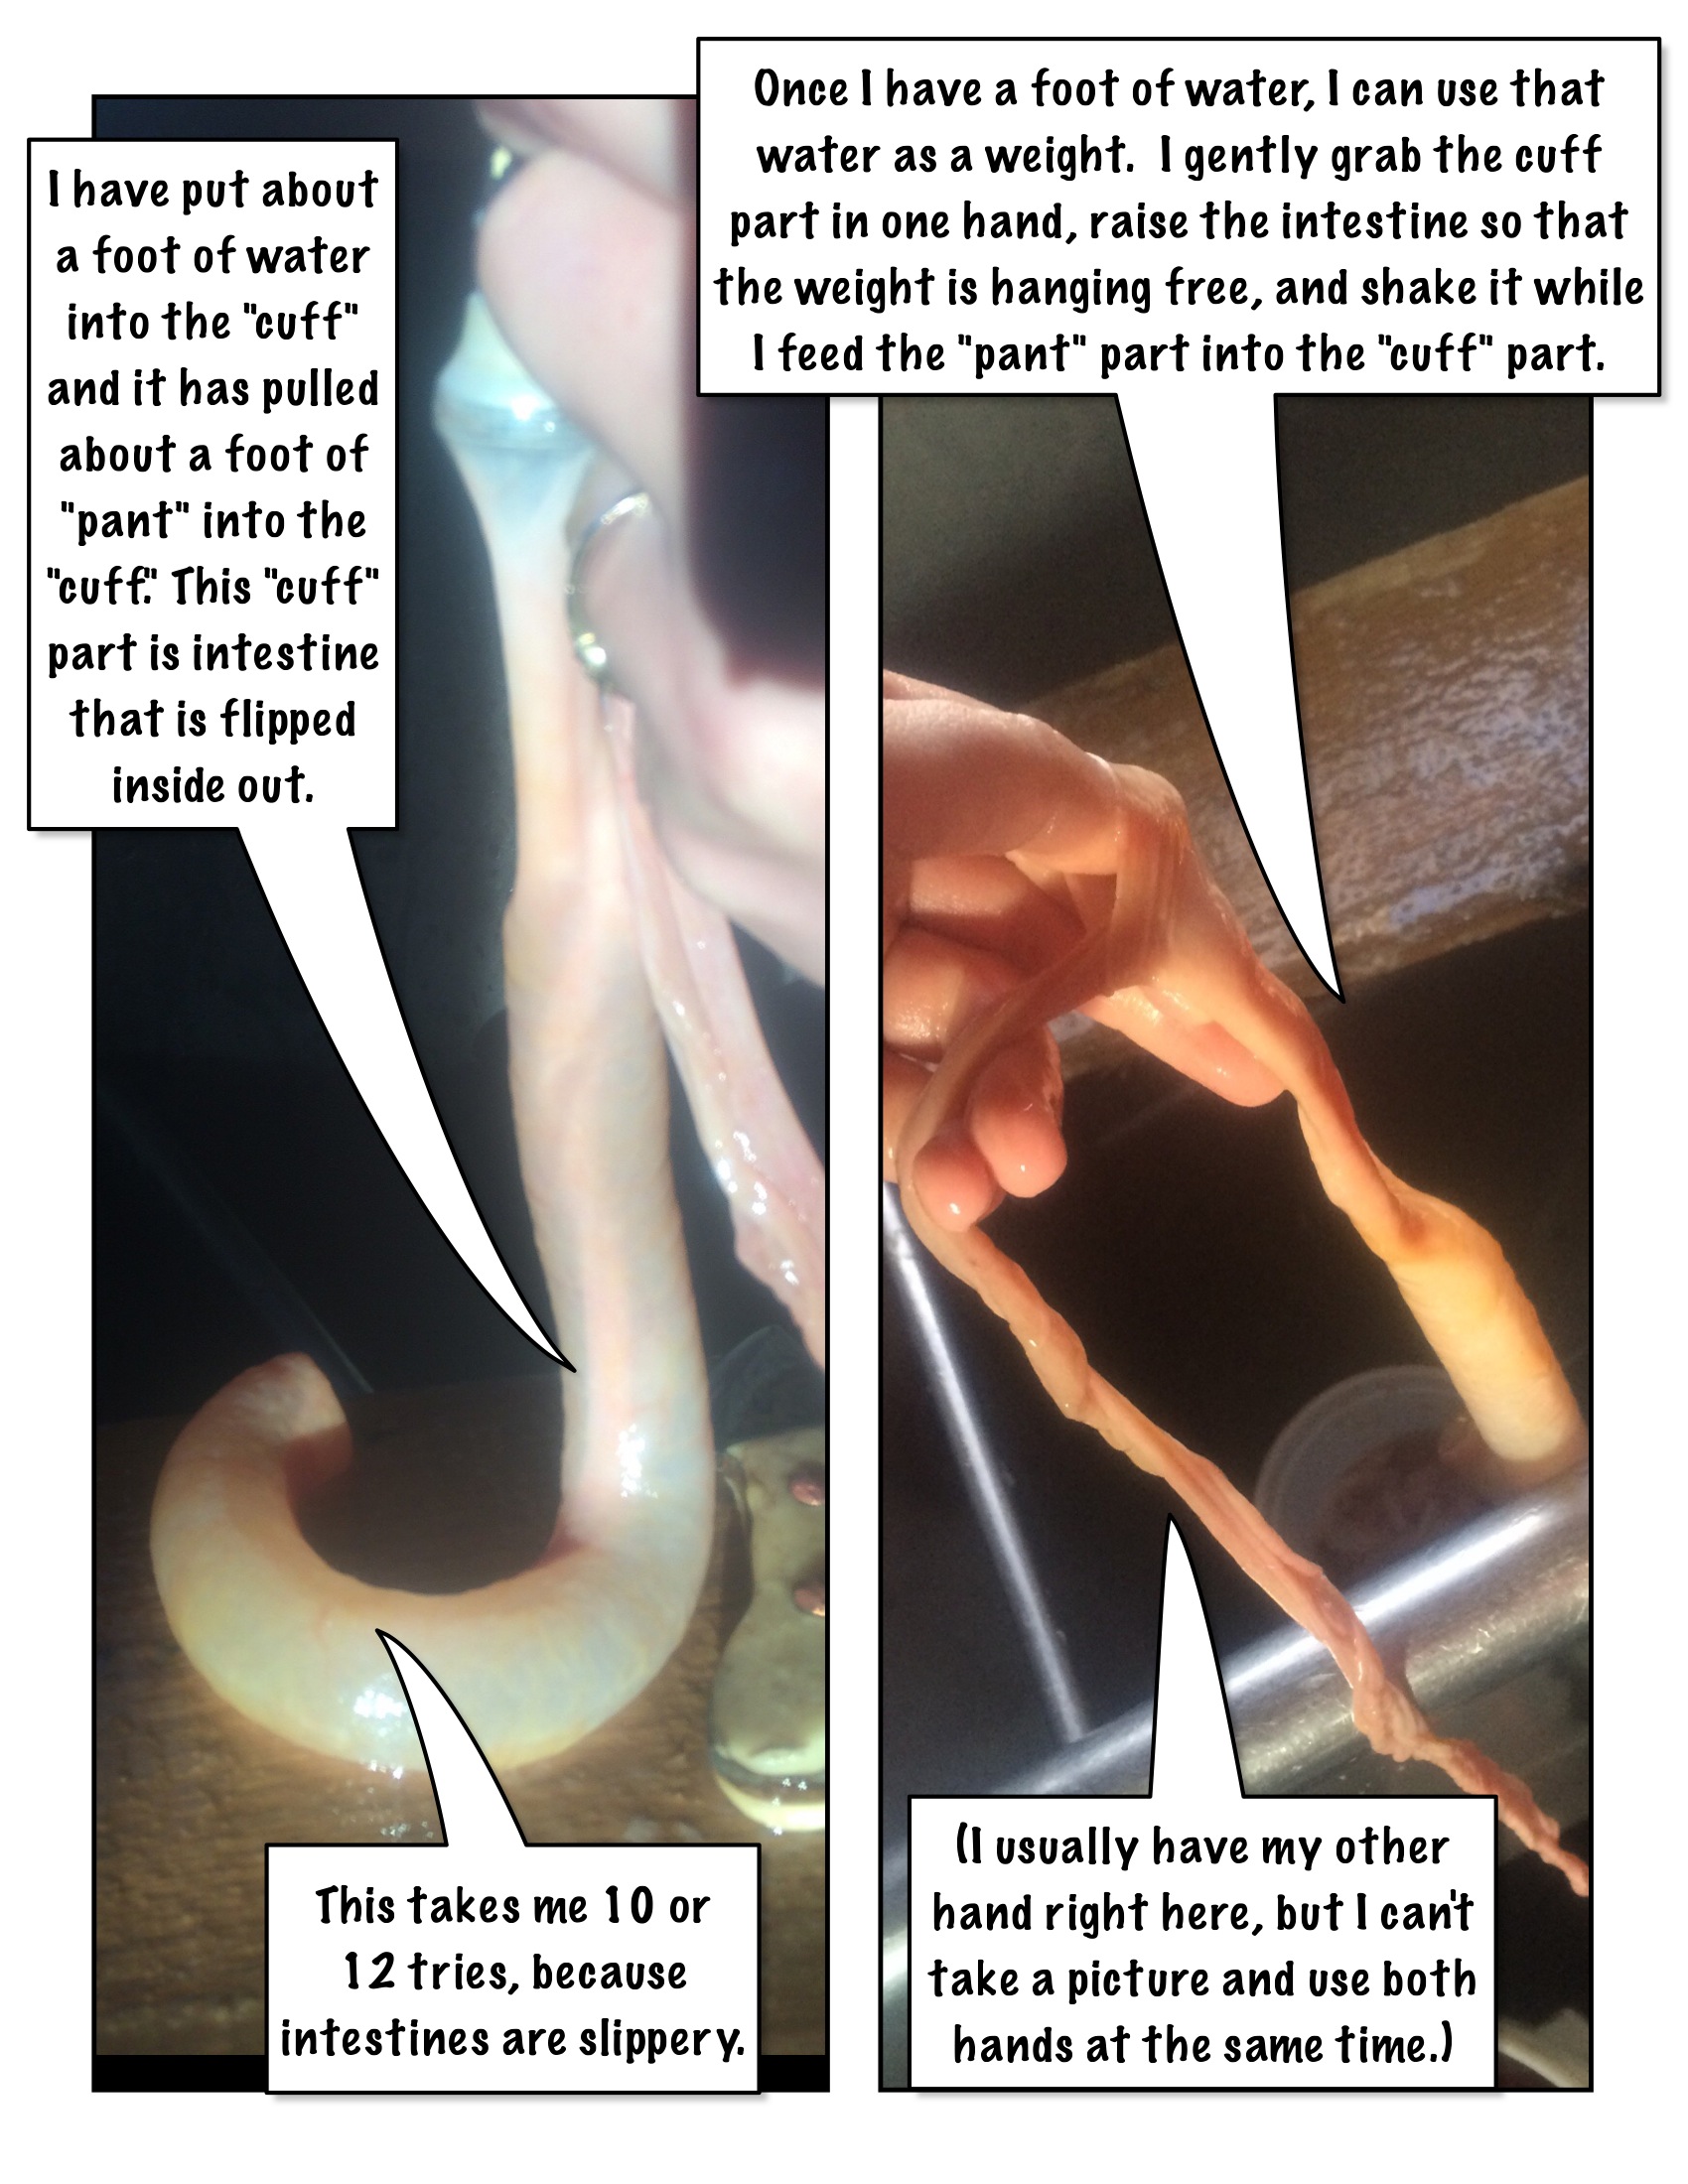 I have put about
a foot of water
into the "cuff"
and it has pulled
about a foot of
"pant" into the
"cuff." This "cuff"
part is intestine
that is flipped
inside out.
This takes me 10 or
12 tries, because
intestines are slippery.
Once I have a foot of water, I can use that
water as a weight.  I gently grab the cuff
part in one hand, raise the intestine so that
the weight is hanging free, and shake it while
I feed the "pant" part into the "cuff" part.
(I usually have my other
hand right here, but I can't
take a picture and use both
hands at the same time.)